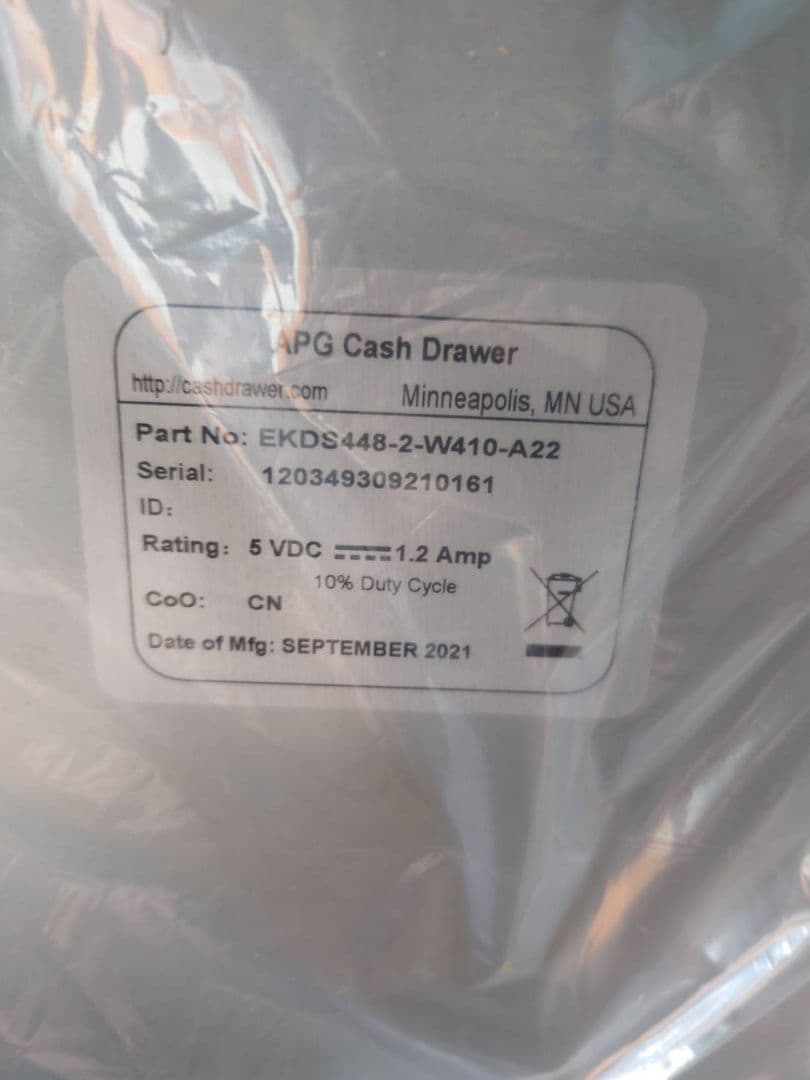 APG Cash Drawer
http://cashdrawer.com Minneapolis, MN USA
Part No: EKDS448-2-W410-A22
Serial: 120349309210161
ID:
Rating: 5 VDC 1.2 Amp
10% Duty Cycle
CoO: CN
Date of Mfg: SEPTEMBER 2021